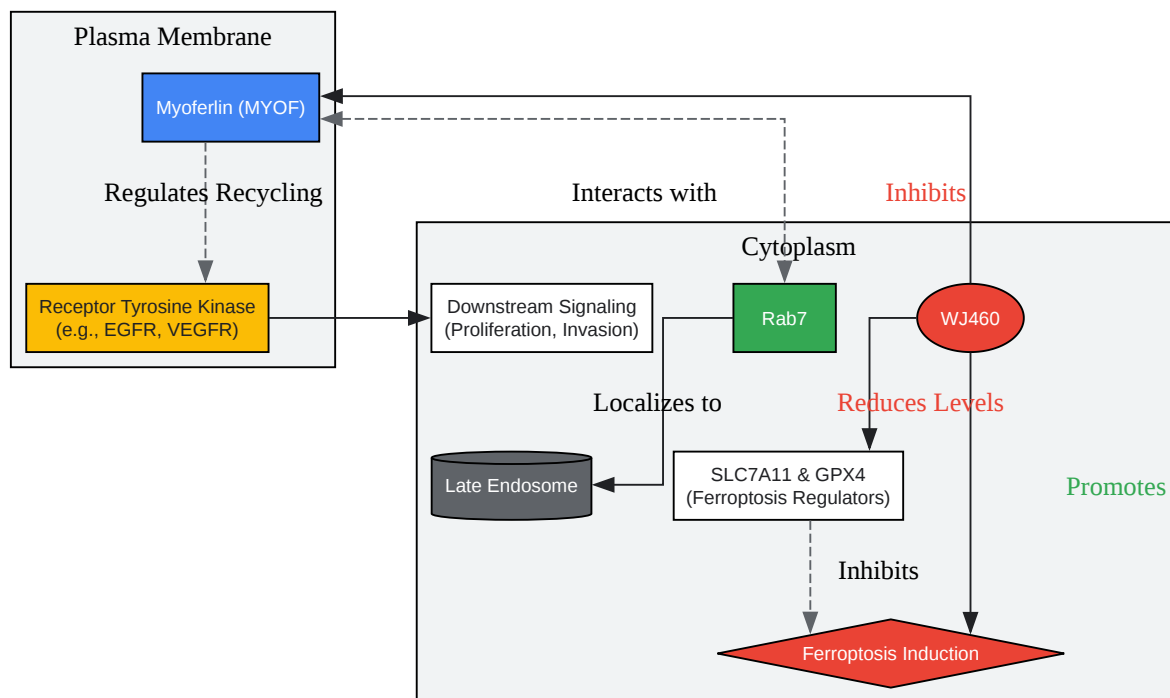 Plasma Membrane
Myoferlin (MYOF)
Regulates Recycling
Interacts with
Inhibits
Cytoplasm
Receptor Tyrosine Kinase
(e.g., EGFR, VEGFR)
Downstream Signaling
(Proliferation, Invasion)
Rab7
WJ460
Localizes to
Reduces Levels
Late Endosome
SLC7A11 & GPX4
(Ferroptosis Regulators)
Promotes
Inhibits
Ferroptosis Induction